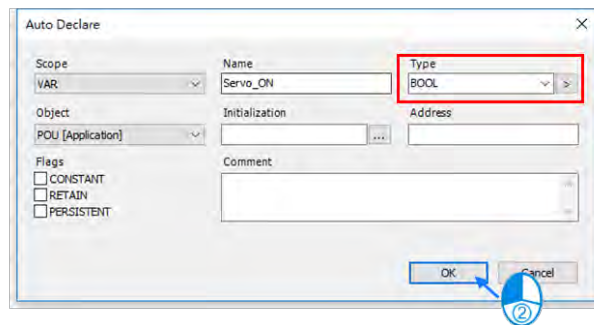 Auto Declare
Scope Name Type
VAR Servo_ON BOOL >
Object Initialization Address
POU [Application] ...
Flags Comment
CONSTANT
RETAIN
PERSISTENT
OK Cancel
②